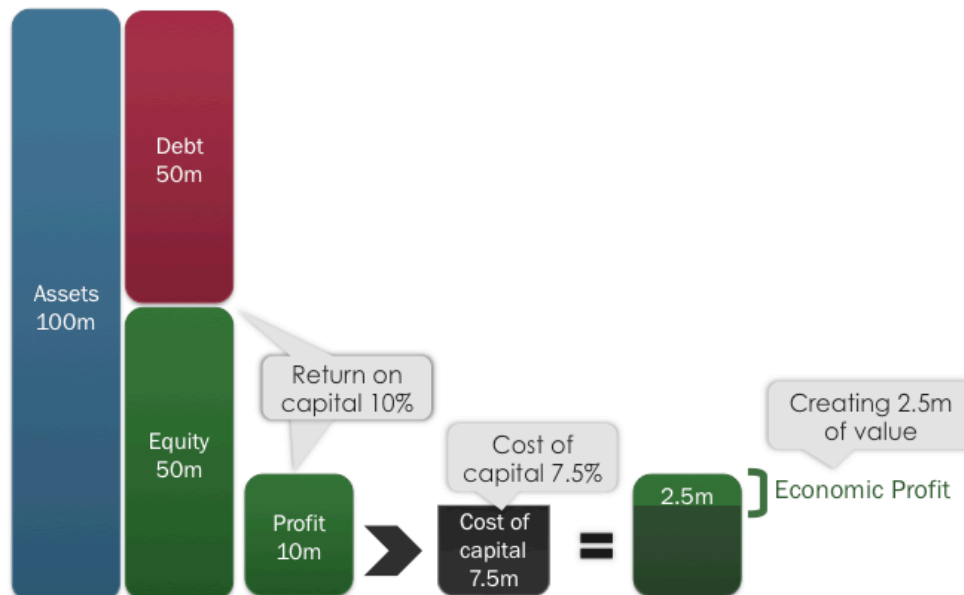 Assets
100m
Debt
50m
Equity
50m
Return on
capital 10%
Profit
10m
Cost of
capital 7.5%
Cost of
capital
7.5m
2.5m
Creating 2.5m
of value
Economic Profit